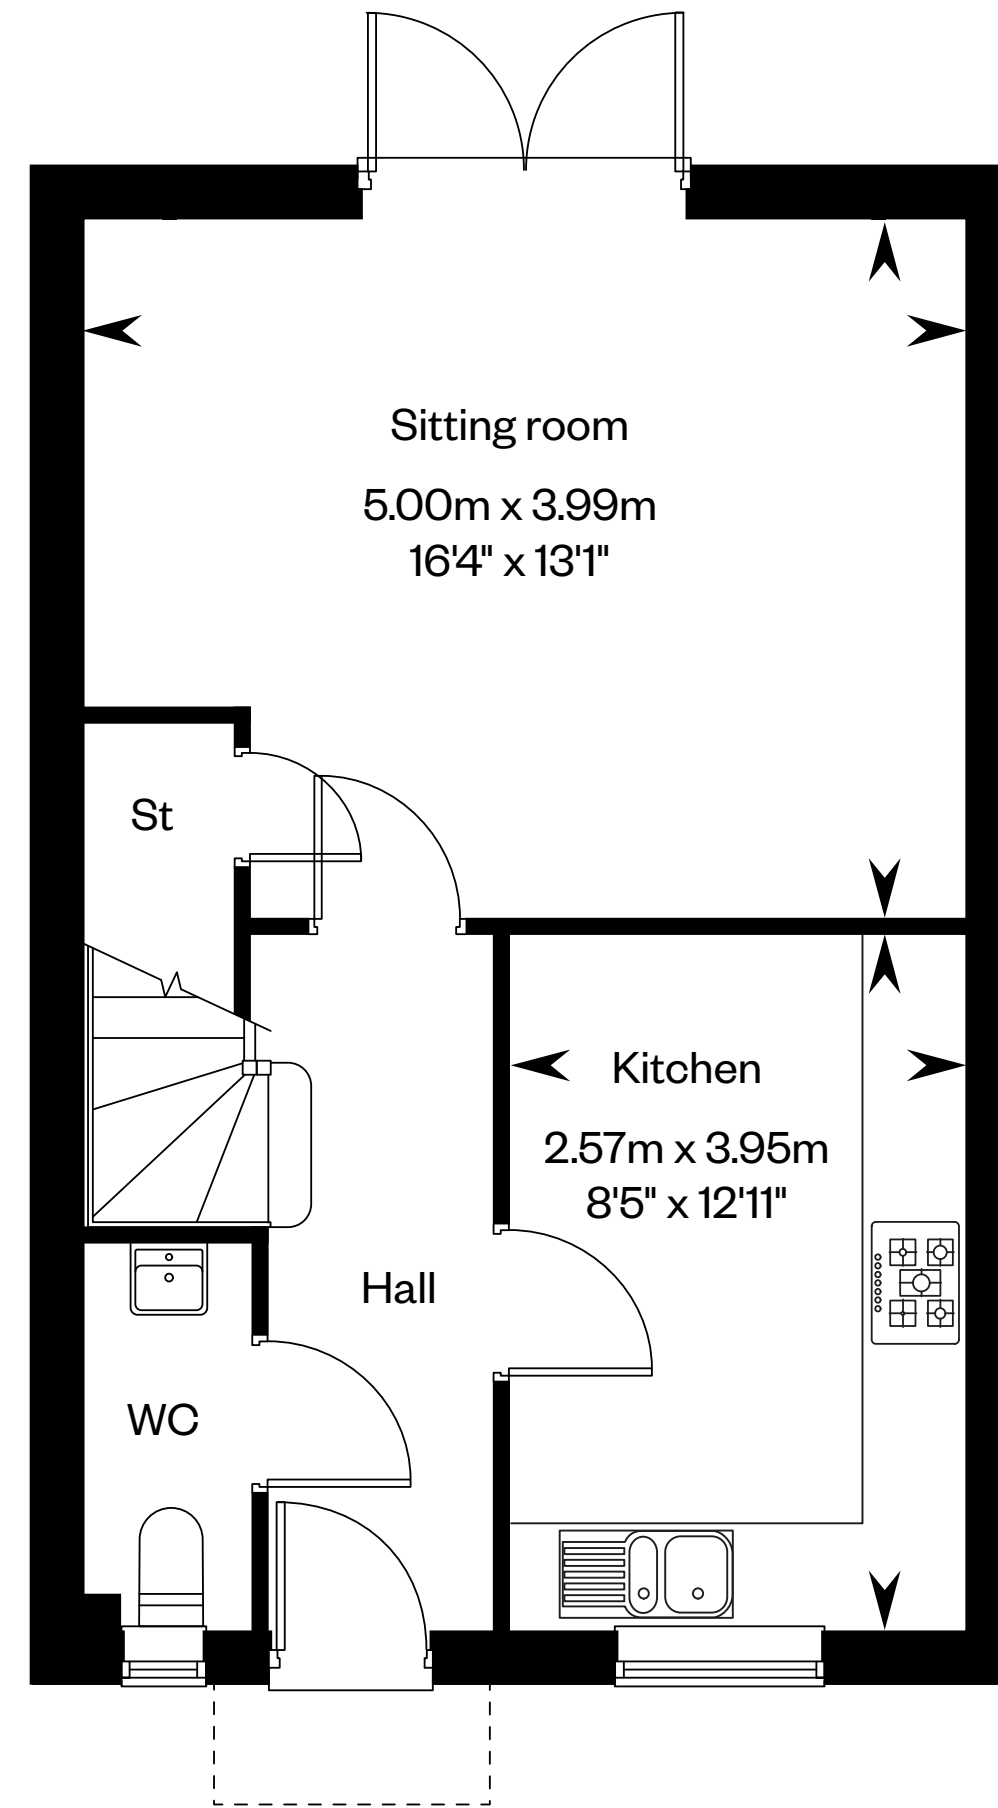 Sitting room
5.00m x 3.99m
16'4" x 13'1"
St
Kitchen
2.57m x 3.95m
8'5" x 12'11"
Hall
WC